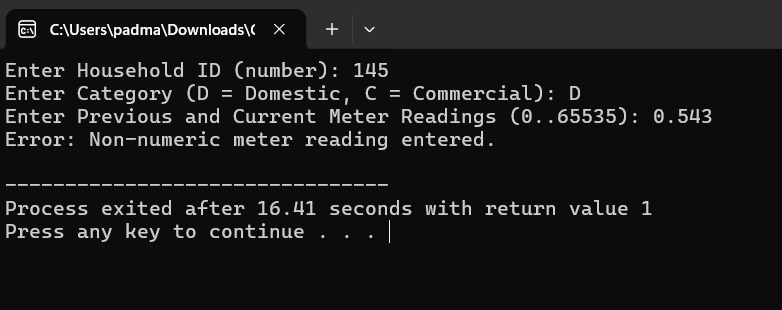 C:\Users\padma\Downloads\C
Enter Household ID (number): 145
Enter Category (D = Domestic, C = Commercial): D
Enter Previous and Current Meter Readings (0..65535): 0.543
Error: Non-numeric meter reading entered.
--------------------------------
Process exited after 16.41 seconds with return value 1
Press any key to continue . . .